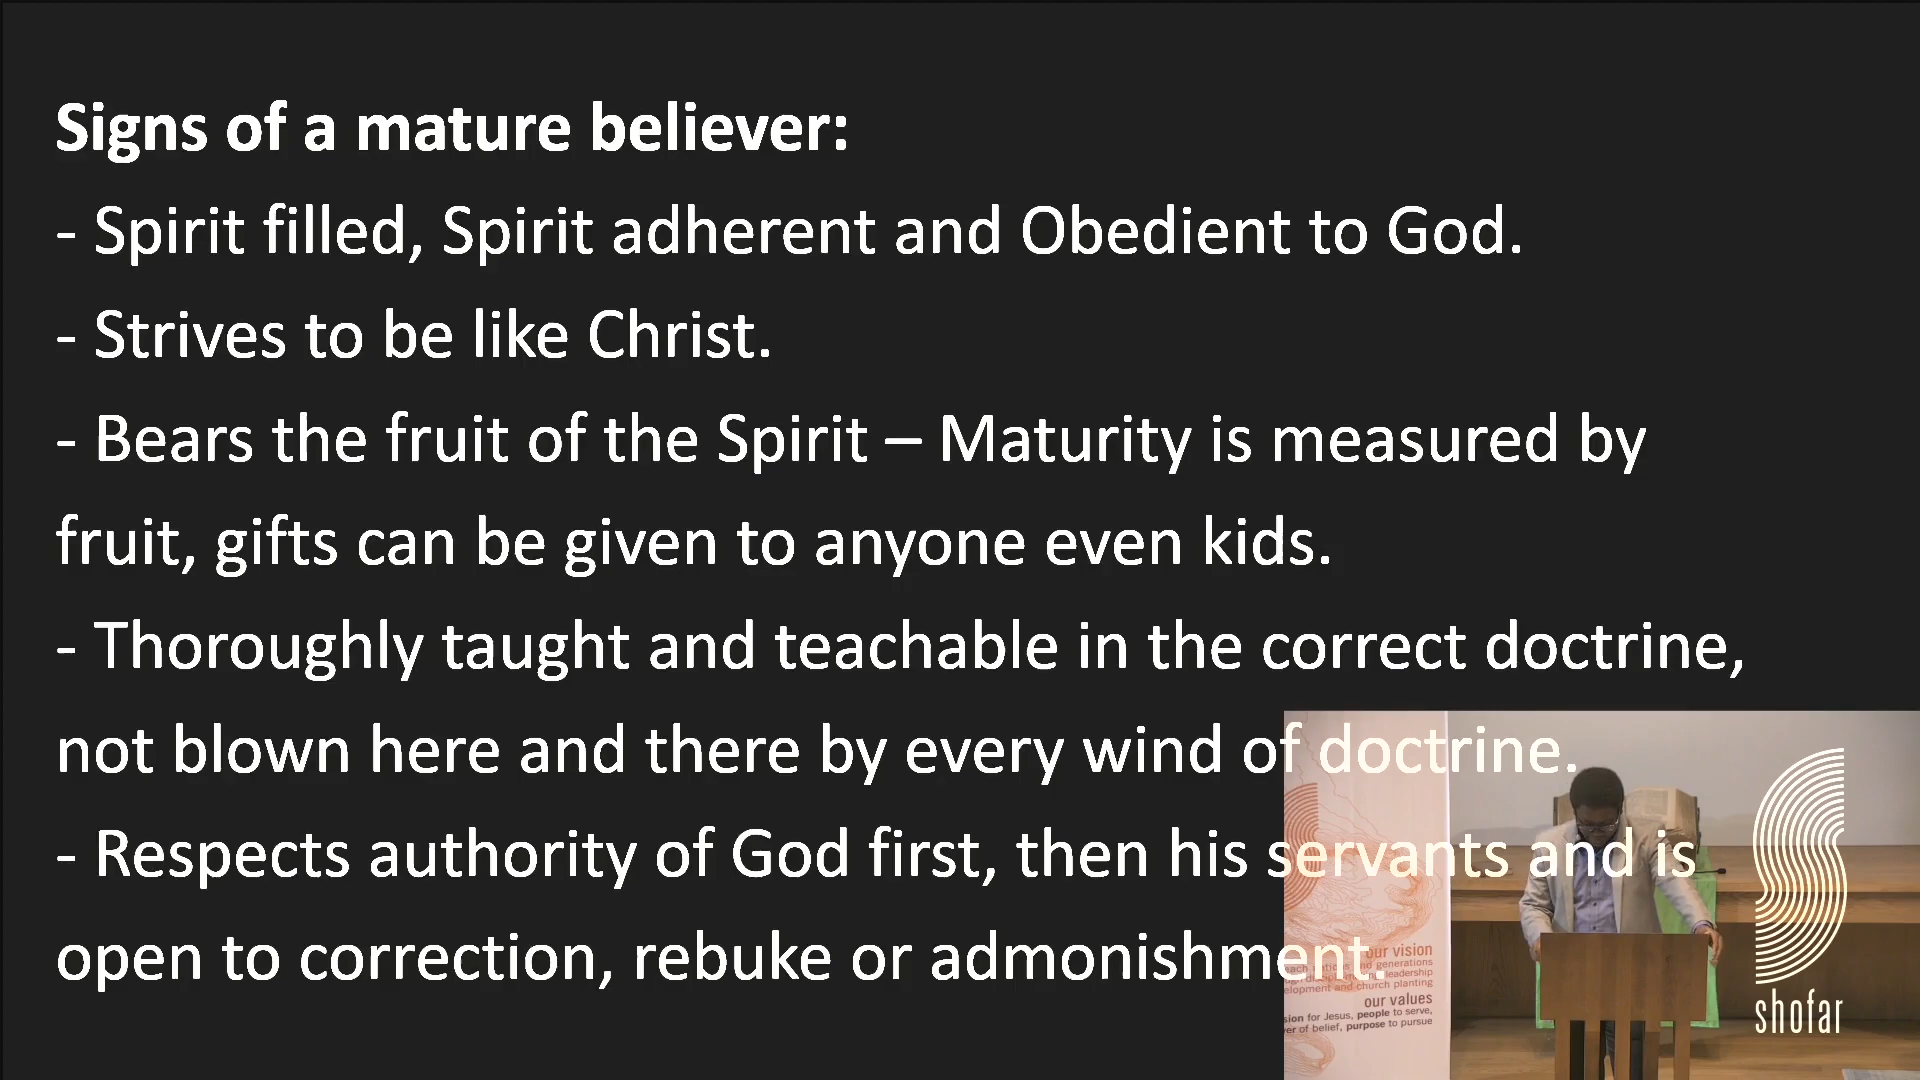 Signs of a mature believer:
- Spirit filled, Spirit adherent and Obedient to God.
- Strives to be like Christ.
- Bears the fruit of the Spirit – Maturity is measured by
fruit, gifts can be given to anyone even kids.
- Thoroughly taught and teachable in the correct doctrine,
not blown here and there by every wind of doctrine.
- Respects authority of God first, then his servants and is
open to correction, rebuke or admonishment.
our vision
generations
leadership
and church planting
our values
for Jesus, people to serve,
of belief, purpose to pursue
shofar